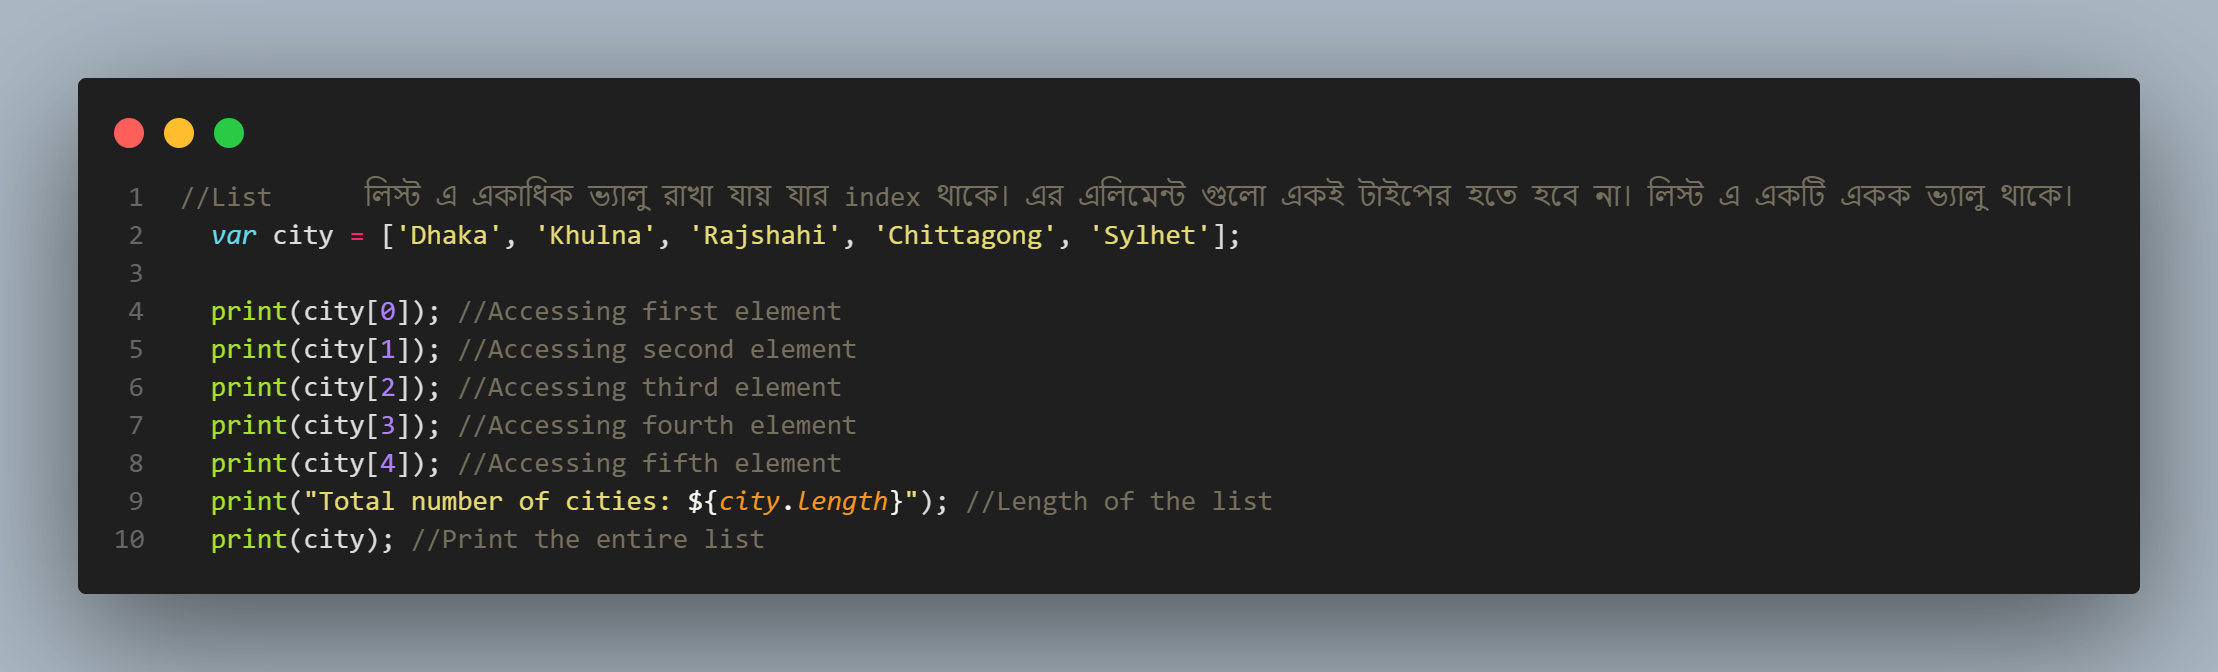 1 //List      লিস্ট এ একাধিক ভ্যালু রাখা যায় যার index থাকে। এর এলিমেন্ট গুলো একই টাইপের হতে হবে না। লিস্ট এ একটি একক ভ্যালু থাকে।
2   var city = ['Dhaka', 'Khulna', 'Rajshahi', 'Chittagong', 'Sylhet'];
3
4   print(city[0]); //Accessing first element
5   print(city[1]); //Accessing second element
6   print(city[2]); //Accessing third element
7   print(city[3]); //Accessing fourth element
8   print(city[4]); //Accessing fifth element
9   print("Total number of cities: ${city.length}"); //Length of the list
10   print(city); //Print the entire list